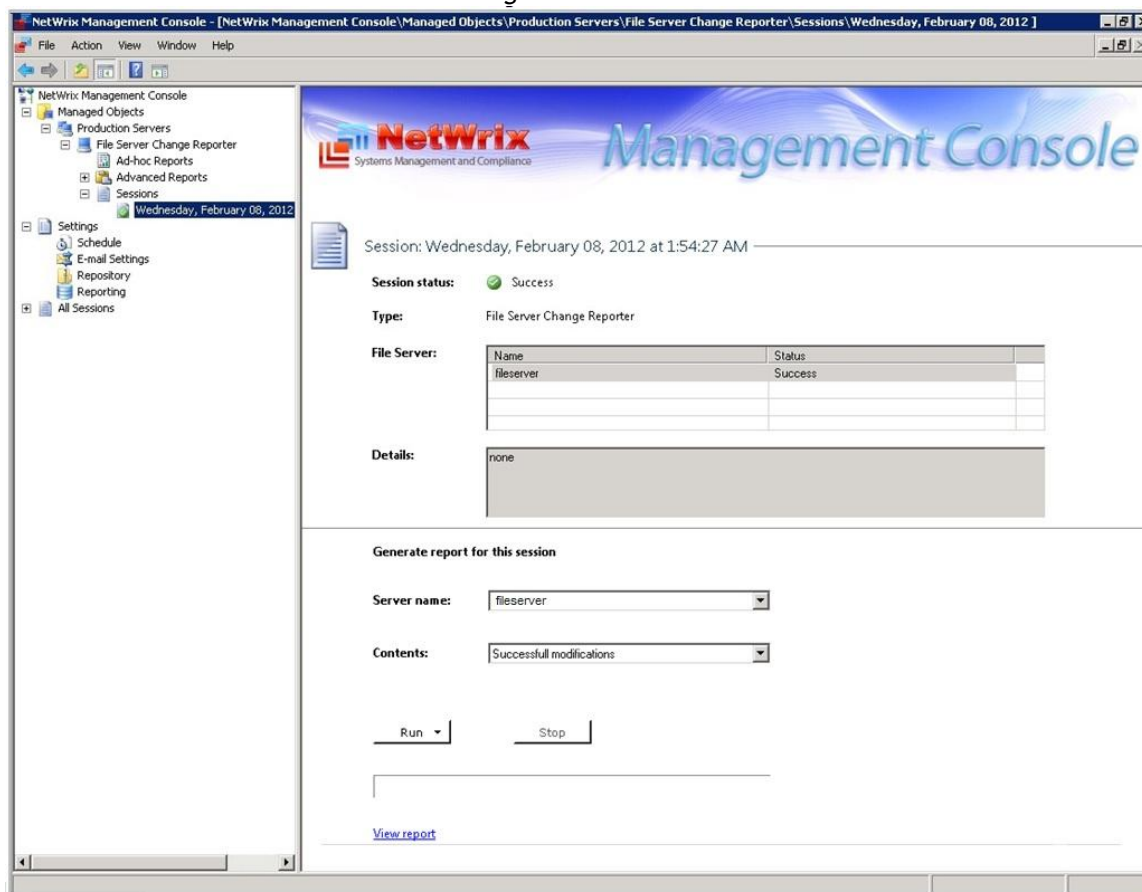 NetWrix Management Console - [NetWrix Management Console\Managed Objects\Production Servers\File Server Change Reporter\Sessions\Wednesday, February 08, 2012 ]
File Action View Window Help
NetWrix Management Console
Managed Objects
Production Servers
File Server Change Reporter
Ad-hoc Reports
Advanced Reports
Sessions
Wednesday, February 08, 2012
Settings
Schedule
E-mail Settings
Repository
Reporting
All Sessions
NetWrix
Systems Management and Compliance
Management Console
Session: Wednesday, February 08, 2012 at 1:54:27 AM
Session status: Success
Type: File Server Change Reporter
File Server: Name Status
fileserver Success
Details: none
Generate report for this session
Server name: fileserver
Contents: Successfull modifications
Run Stop
View report